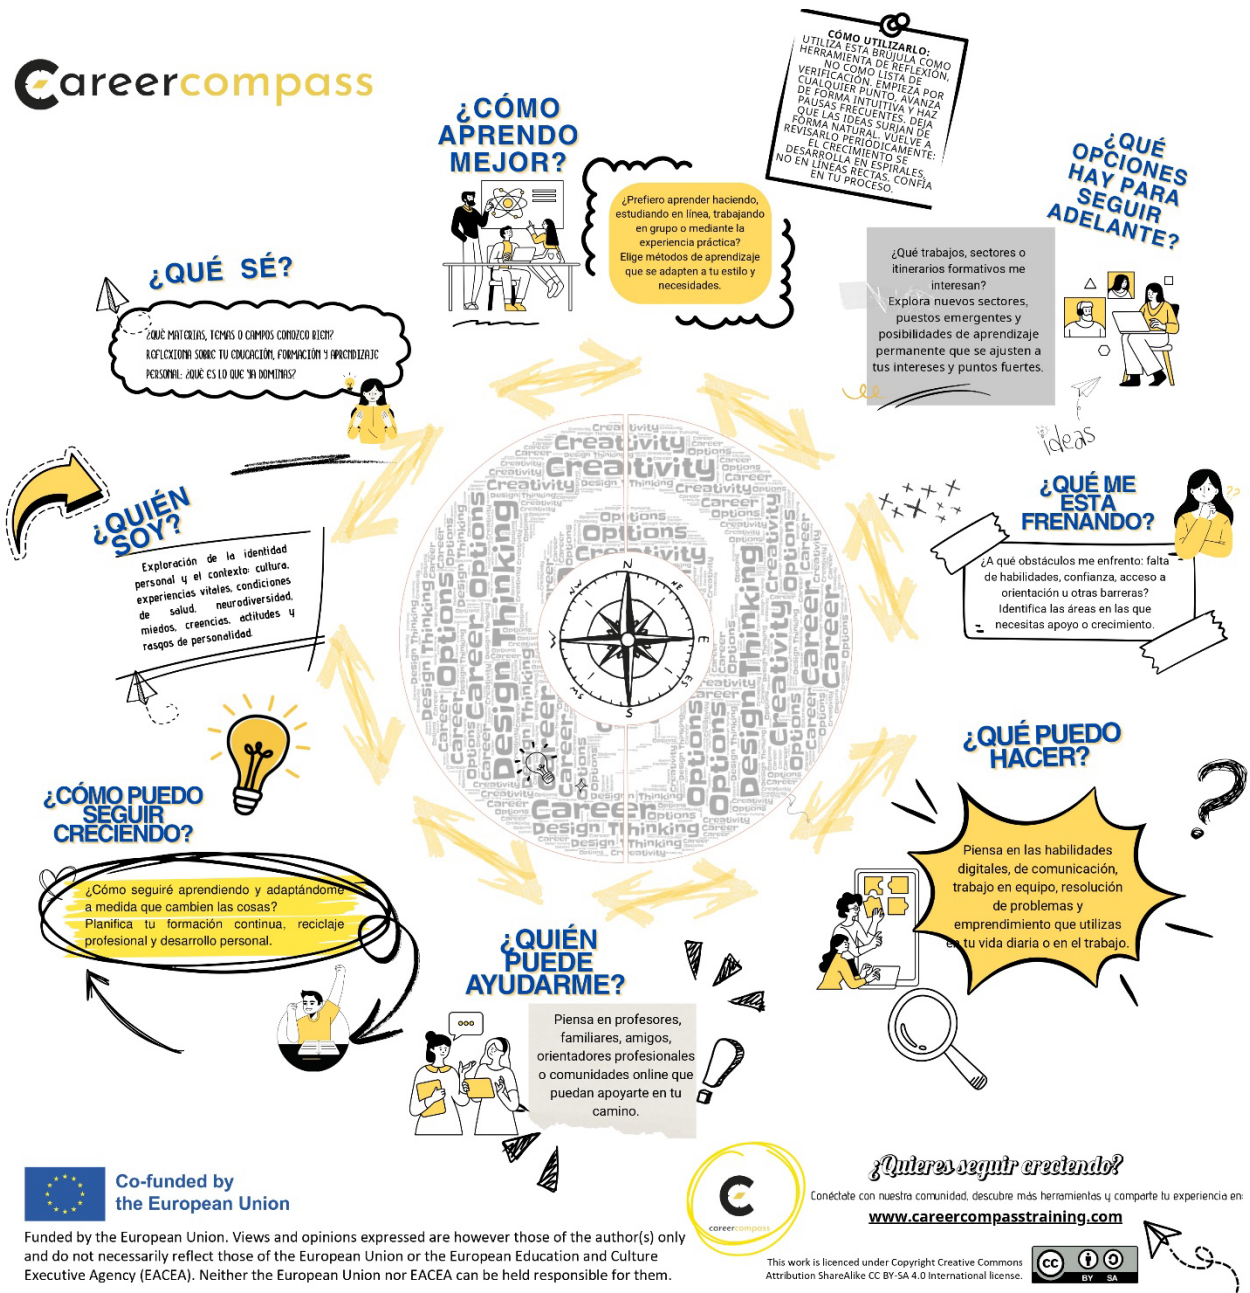 Careercompass
CÓMO UTILIZARLO:
UTILIZA ESTA BRÚJULA COMO
HERRAMIENTA DE REFLEXIÓN,
NO COMO LISTA DE
VERIFICACIÓN. EMPIEZA POR
CUALQUIER PUNTO, AVANZA
DE FORMA INTUITIVA Y HAZ
PAUSAS FRECUENTES. DEJA
QUE LAS IDEAS SURJAN DE
FORMA NATURAL. VUELVE A
REVISARLO PERIÓDICAMENTE:
EL CRECIMIENTO SE
DESARROLLA EN ESPIRALES,
NO EN LÍNEAS RECTAS. CONFÍA
EN TU PROCESO.
¿CÓMO
APRENDO
MEJOR?
¿Prefiero aprender haciendo,
estudiando en línea, trabajando
en grupo o mediante la
experiencia práctica?
Elige métodos de aprendizaje
que se adapten a tu estilo y
necesidades.
¿QUÉ
OPCIONES
HAY PARA
SEGUIR
ADELANTE?
¿Qué trabajos, sectores o
itinerarios formativos me
interesan?
Explora nuevos sectores,
puestos emergentes y
posibilidades de aprendizaje
permanente que se ajusten a
tus intereses y puntos fuertes.
ideas
¿QUÉ SÉ?
¿QUÉ MATERIAS, TEMAS O CAMPOS CONOZCO BIEN?
REFLEXIONA SOBRE TU EDUCACIÓN, FORMACIÓN Y APRENDIZAJE
PERSONAL: ¿QUÉ ES LO QUE YA DOMINAS?
¿QUIÉN
SOY?
Exploración de la identidad
personal y el contexto: cultura,
experiencias vitales, condiciones
de salud, neurodiversidad,
miedos, creencias, actitudes y
rasgos de personalidad.
¿QUÉ ME
ESTÁ
FRENANDO?
¿A qué obstáculos me enfrento: falta
de habilidades, confianza, acceso a
orientación u otras barreras?
Identifica las áreas en las que
necesitas apoyo o crecimiento.
Creativity
Career Options
Design Thinking
N
NE
E
S
W
¿QUÉ PUEDO
HACER?
Piensa en las habilidades
digitales, de comunicación,
trabajo en equipo, resolución
de problemas y
emprendimiento que utilizas
en tu vida diaria o en el trabajo.
¿CÓMO PUEDO
SEGUIR
CRECIENDO?
¿Cómo seguiré aprendiendo y adaptándome
a medida que cambien las cosas?
Planifica tu formación continua, reciclaje
profesional y desarrollo personal.
¿QUIÉN
PUEDE
AYUDARME?
Piensa en profesores,
familiares, amigos,
orientadores profesionales
o comunidades online que
puedan apoyarte en tu
camino.
Co-funded by
the European Union
Funded by the European Union. Views and opinions expressed are however those of the author(s) only
and do not necessarily reflect those of the European Union or the European Education and Culture
Executive Agency (EACEA). Neither the European Union nor EACEA can be held responsible for them.
careercompass
¿Quieres seguir creciendo?
Conéctate con nuestra comunidad, descubre más herramientas y comparte tu experiencia en:
www.careercompasstraining.com
This work is licenced under Copyright Creative Commons
Attribution ShareAlike CC BY-SA 4.0 International license.
cc
BY SA